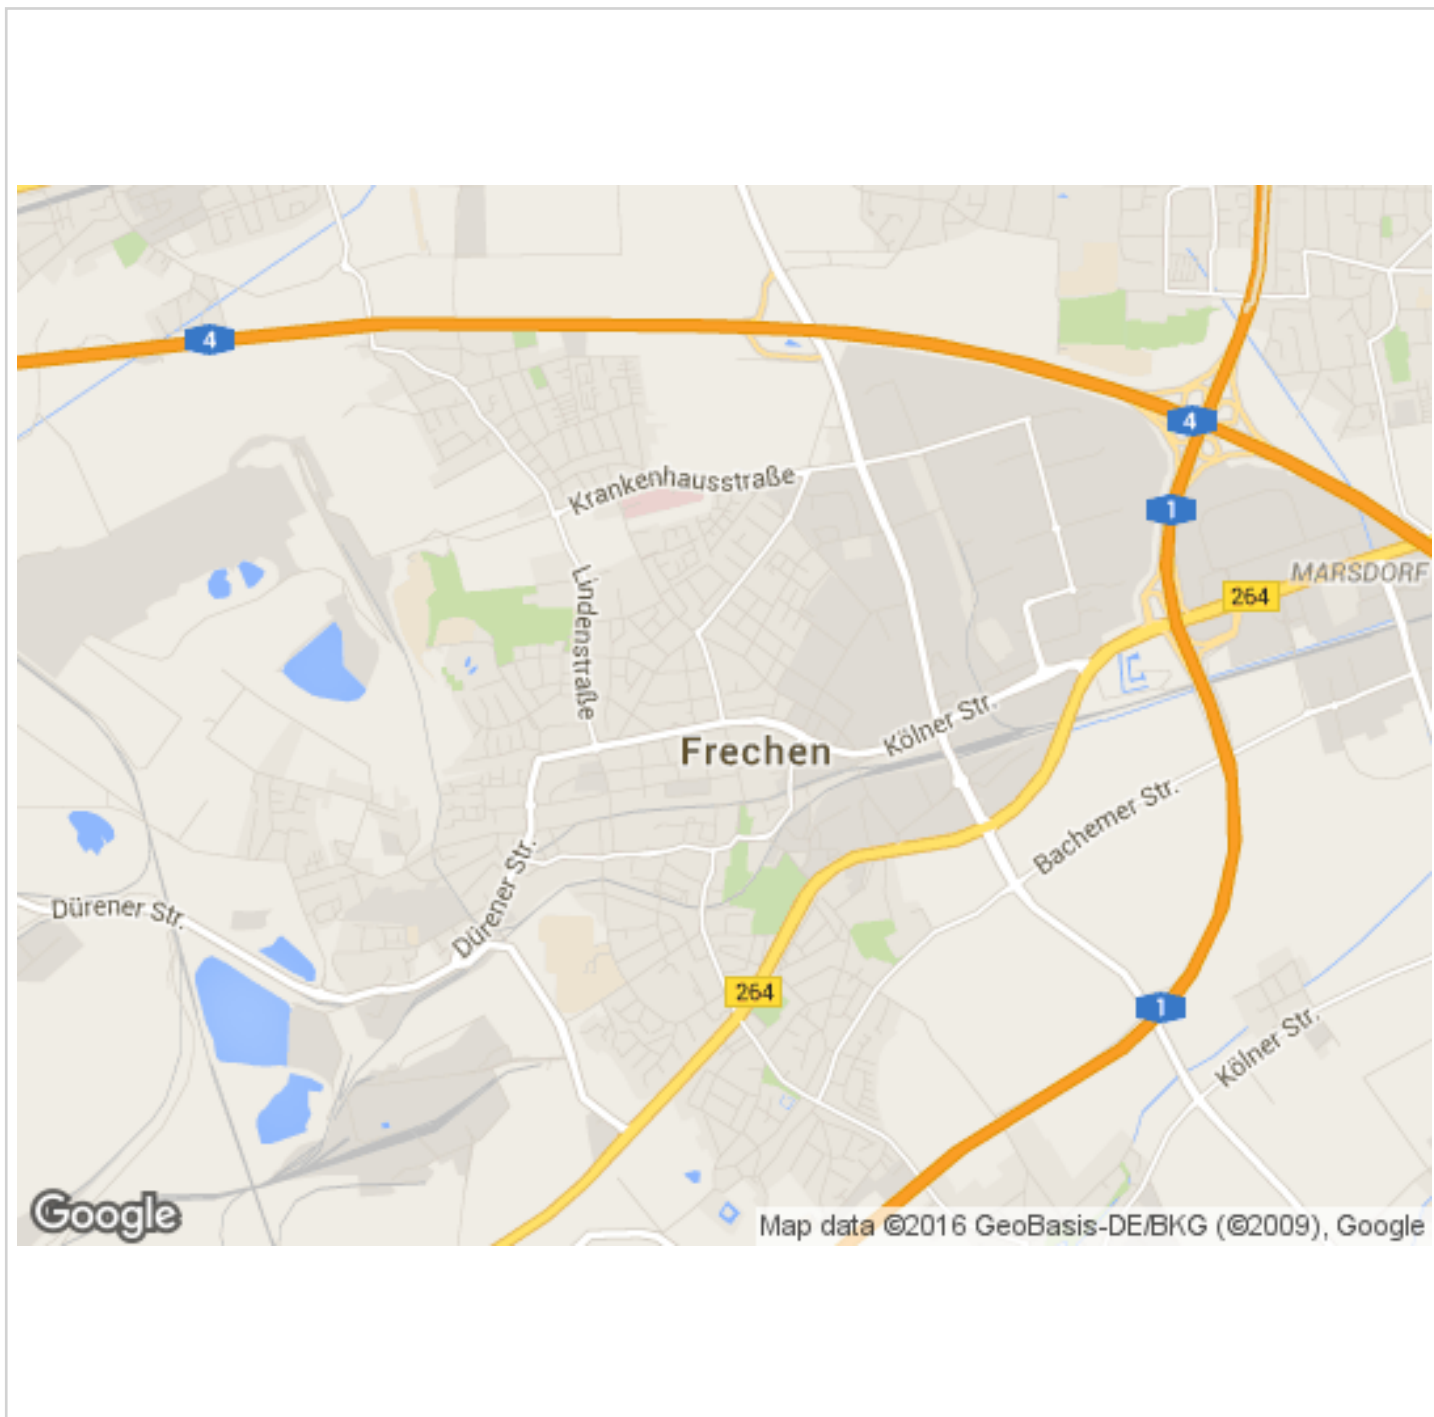 4
4
Krankenhausstraße
1
MARSDORF
264
Lindenstraße
Kölner Str.
Frechen
Bachemer Str.
Dürener Str.
Dürener Str.
264
1
Kölner Str.
Google
Map data ©2016 GeoBasis-DE/BKG (©2009), Google